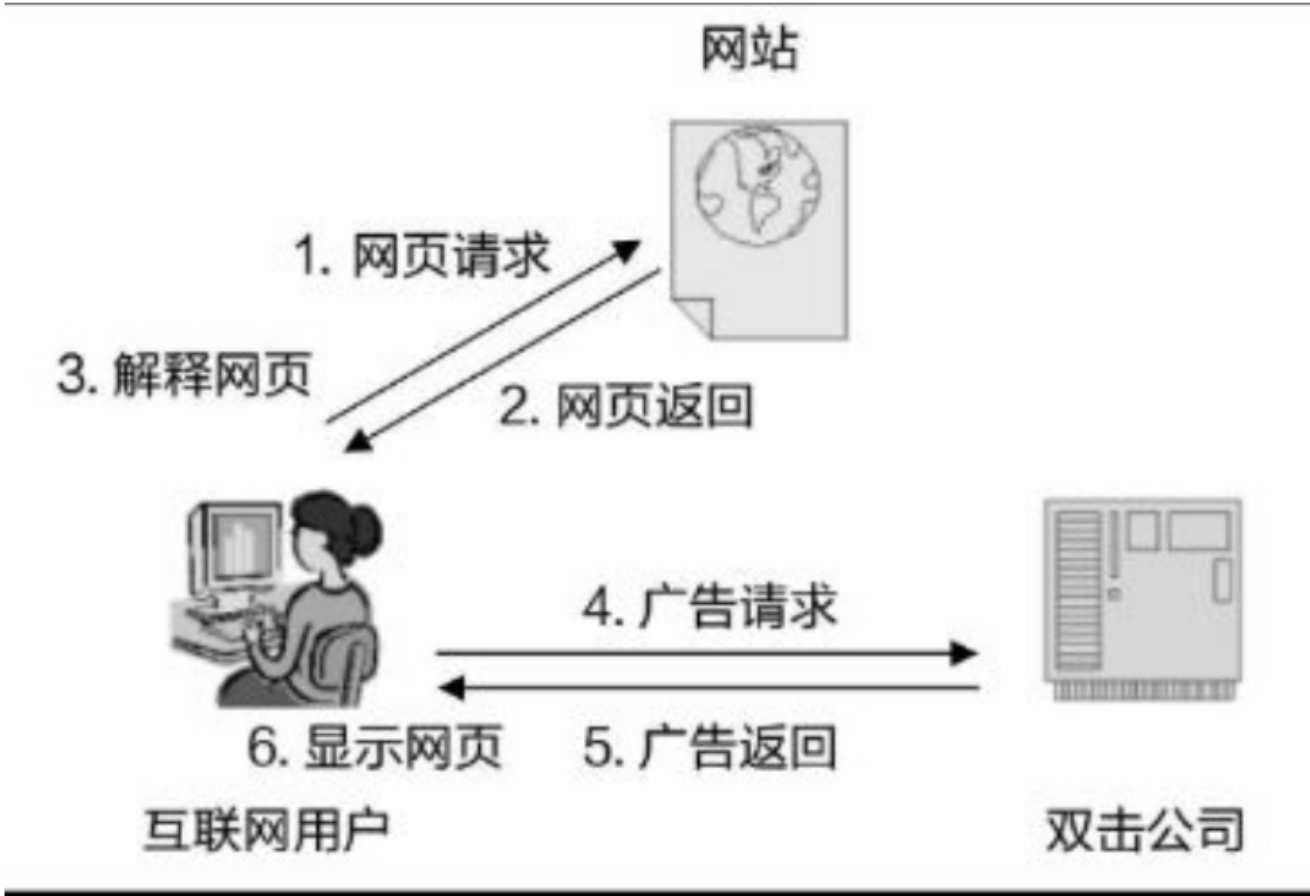 网站
1. 网页请求
3. 解释网页
2. 网页返回
4. 广告请求
6. 显示网页
5. 广告返回
互联网用户
双击公司